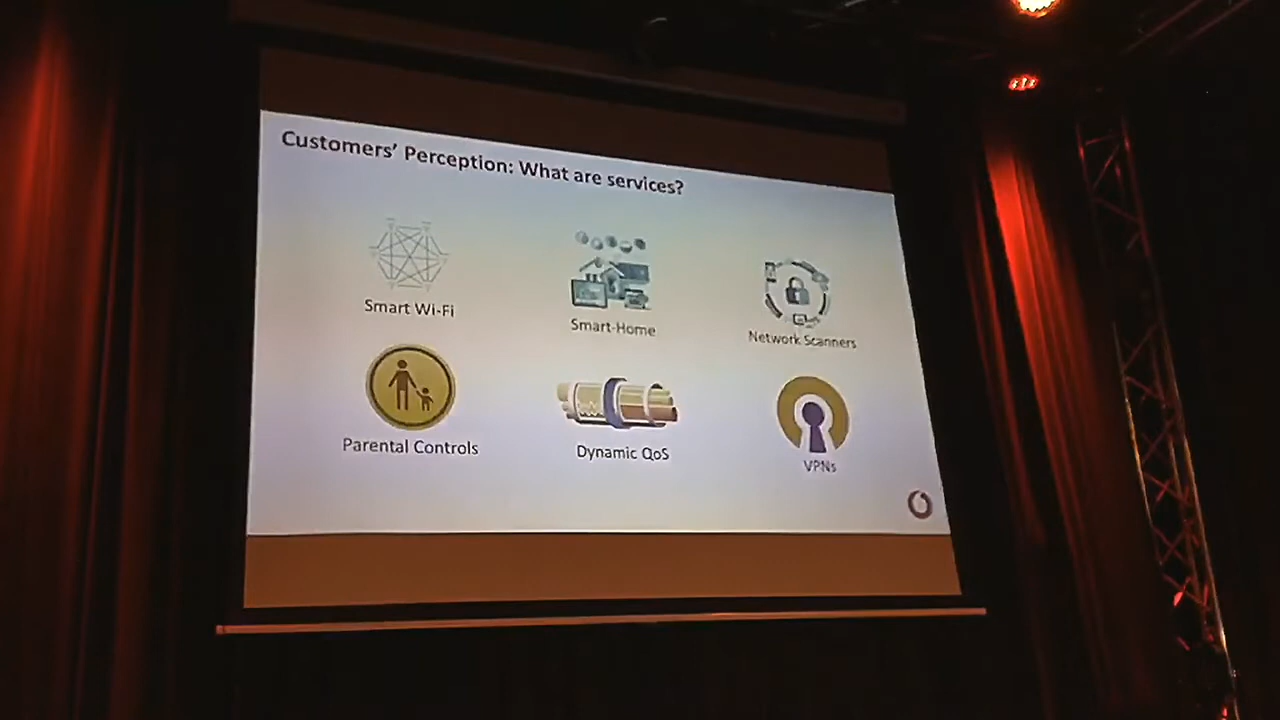 Customers’ Perception: What are services?
Smart Wi-Fi
Smart-Home
Network Scanners
Parental Controls
Dynamic QoS
VPNs